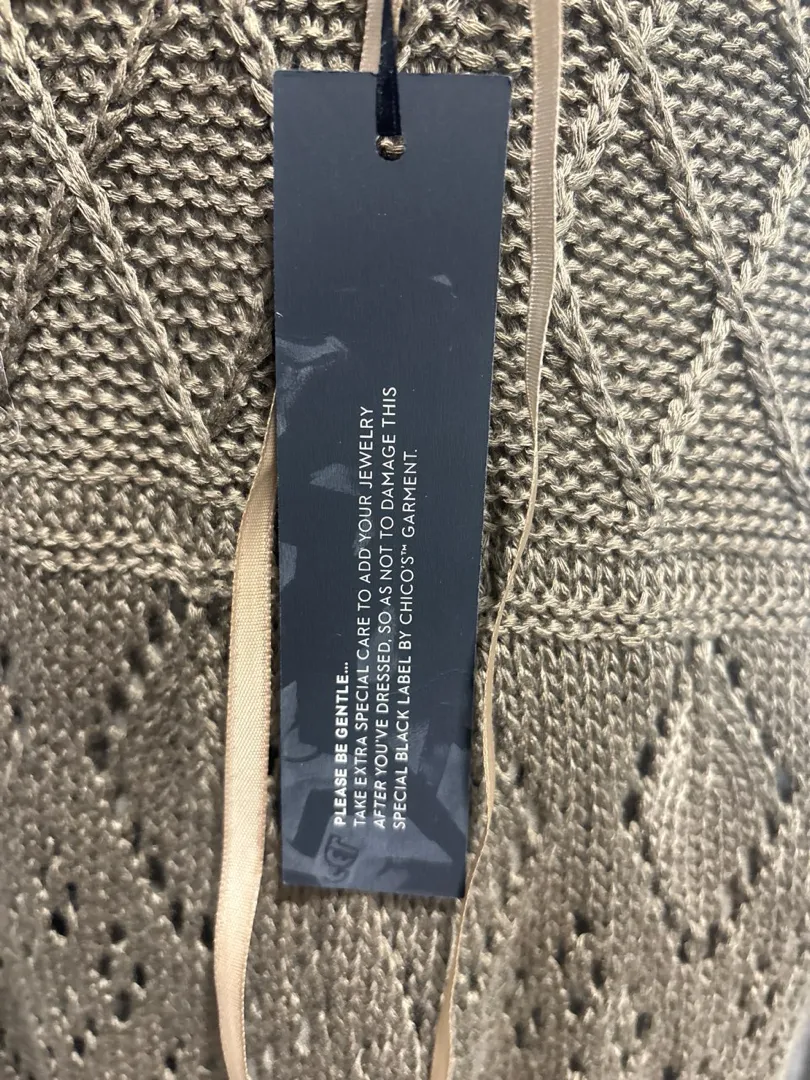 PLEASE BE GENTLE...
TAKE EXTRA SPECIAL CARE TO ADD YOUR JEWELRY
AFTER YOU'VE DRESSED, SO AS NOT TO DAMAGE THIS
SPECIAL BLACK LABEL BY CHICO'S™ GARMENT.